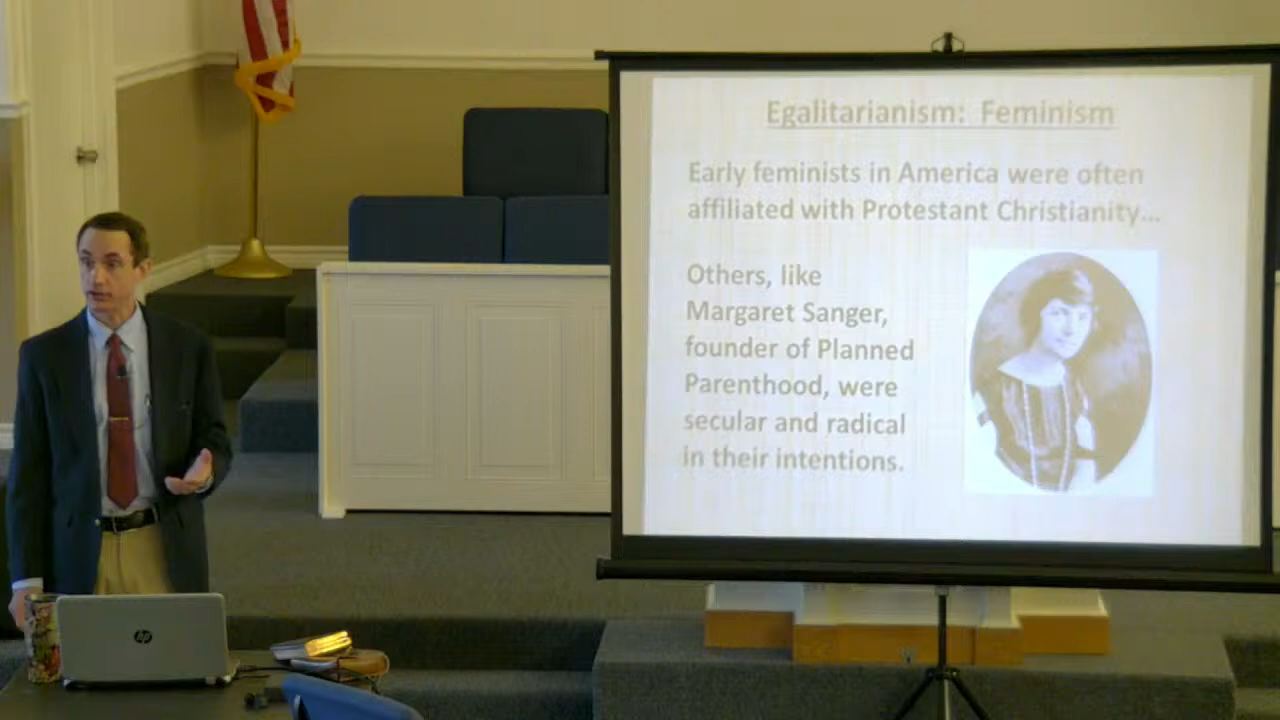 Egalitarianism: Feminism
Early feminists in America were often
affiliated with Protestant Christianity...
Others, like
Margaret Sanger,
founder of Planned
Parenthood, were
secular and radical
in their intentions.
hp